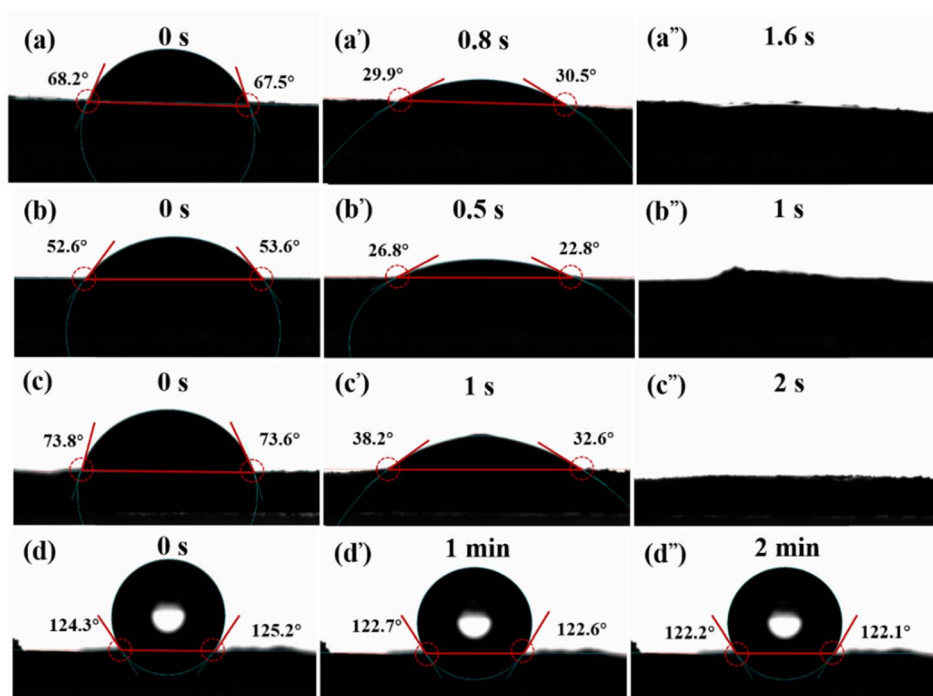 (a) 0 s
68.2° 67.5°
(a') 0.8 s
29.9° 30.5°
(a'') 1.6 s
(b) 0 s
52.6° 53.6°
(b') 0.5 s
26.8° 22.8°
(b'') 1 s
(c) 0 s
73.8° 73.6°
(c') 1 s
38.2° 32.6°
(c'') 2 s
(d) 0 s
124.3° 125.2°
(d') 1 min
122.7° 122.6°
(d'') 2 min
122.2° 122.1°